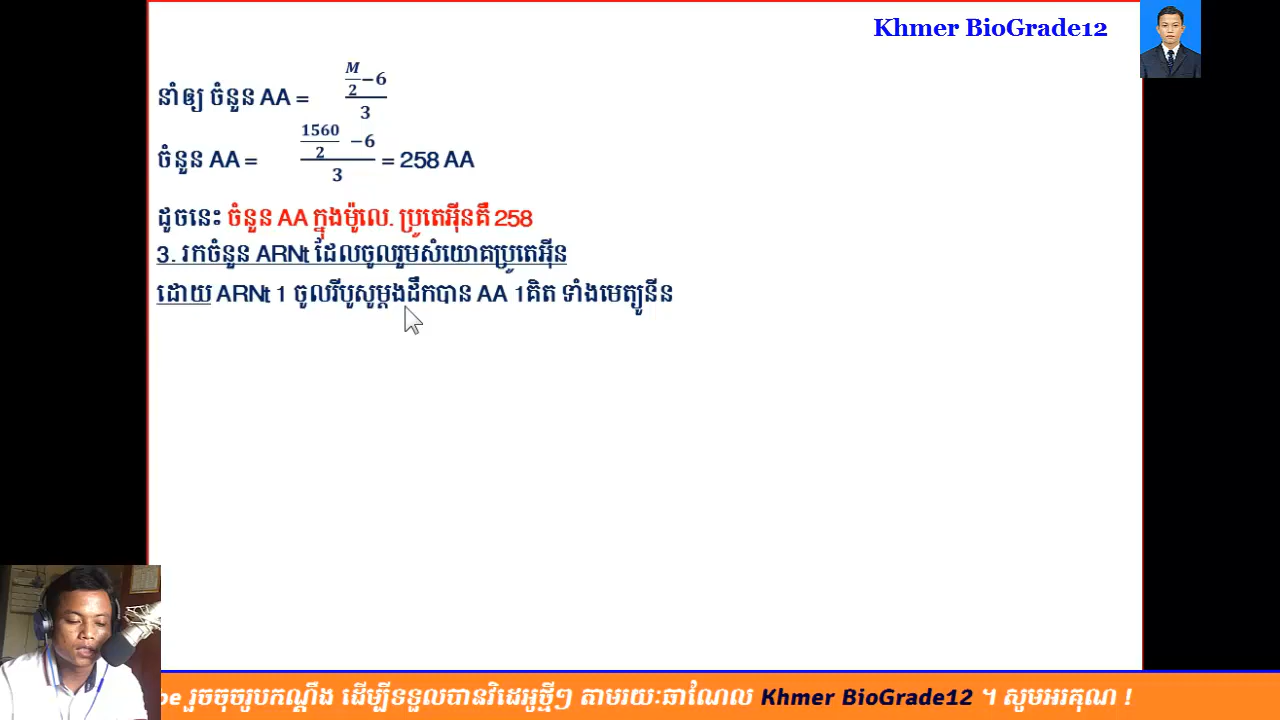 Khmer BioGrade12
នាំឲ្យ ចំនួន AA = (M/2 −6)/3
ចំនួន AA = (1560/2 −6)/3 = 258 AA
ដូចនេះ ចំនួន AA ក្នុងម៉ូលេ. ប្រូតេអ៊ីនគឺ 258
3. រកចំនួន ARNt ដែលចូលរួមសំយោគប្រូតេអ៊ីន
ដោយ ARNt 1 ចូលរីបូសូម្តងដឹកបាន AA 1គិត ទាំងមេត្យូនីន
be រួចចុចរូបកណ្ដឹង ដើម្បីទទួលបានវិដេអូថ្មីៗ តាមរយៈឆាណែល Khmer BioGrade12 ។ សូមអរគុណ !